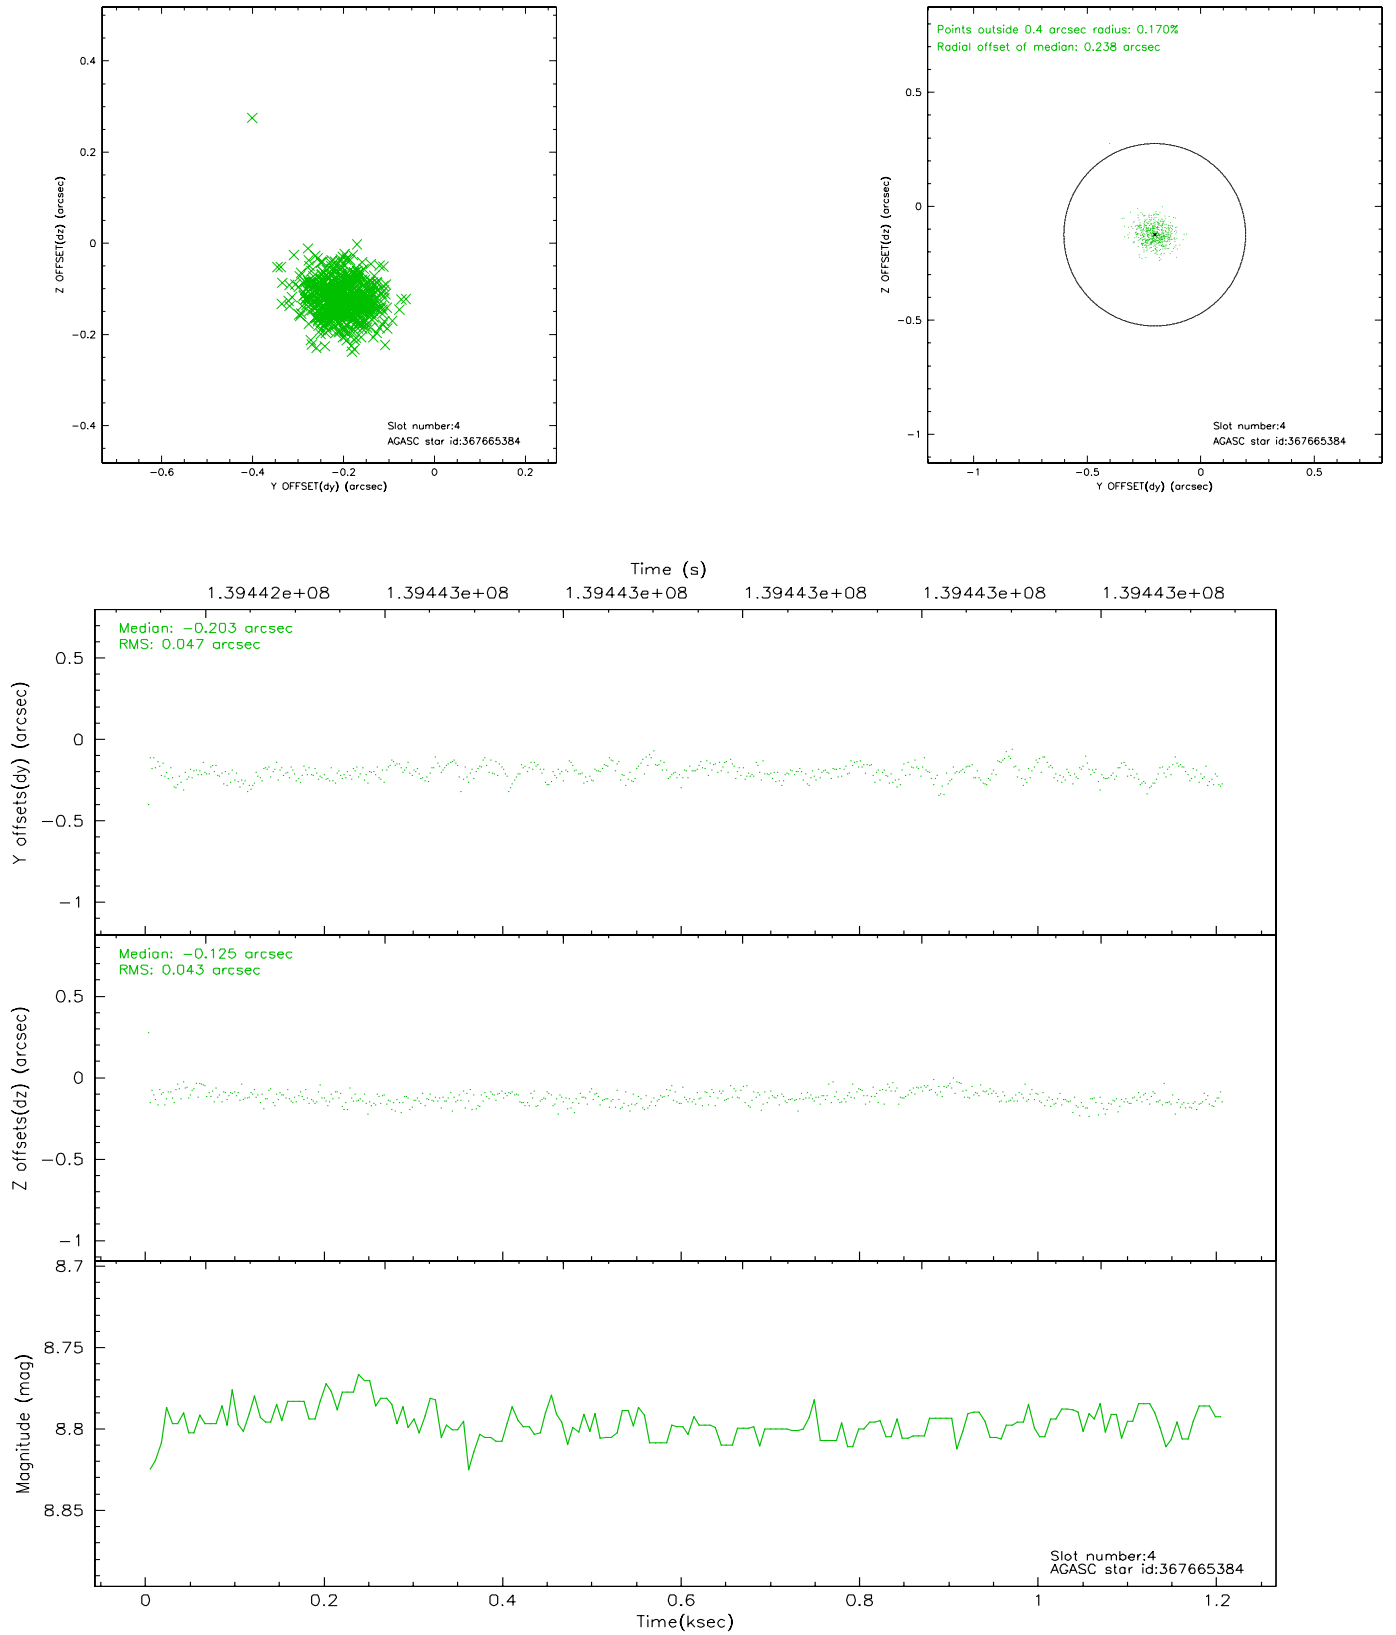 0.4
0.2
0
-0.2
-0.4
Z OFFSET(dz) (arcsec)
Slot number:4
AGASC star id:367665384
-0.6
-0.4
-0.2
0
0.2
Y OFFSET(dy) (arcsec)
Points outside 0.4 arcsec radius: 0.170%
Radial offset of median: 0.238 arcsec
0.5
0
-0.5
-1
Z OFFSET(dz) (arcsec)
Slot number:4
AGASC star id:367665384
-1
-0.5
0
0.5
Y OFFSET(dy) (arcsec)
Time (s)
1.39442e+08
1.39443e+08
1.39443e+08
1.39443e+08
1.39443e+08
1.39443e+08
Median: -0.203 arcsec
RMS: 0.047 arcsec
0.5
0
-0.5
-1
Y offsets(dy) (arcsec)
Median: -0.125 arcsec
RMS: 0.043 arcsec
0.5
0
-0.5
-1
Z offsets(dz) (arcsec)
8.7
8.75
8.8
8.85
Magnitude (mag)
Slot number:4
AGASC star id:367665384
0
0.2
0.4
0.6
0.8
1
1.2
Time(ksec)